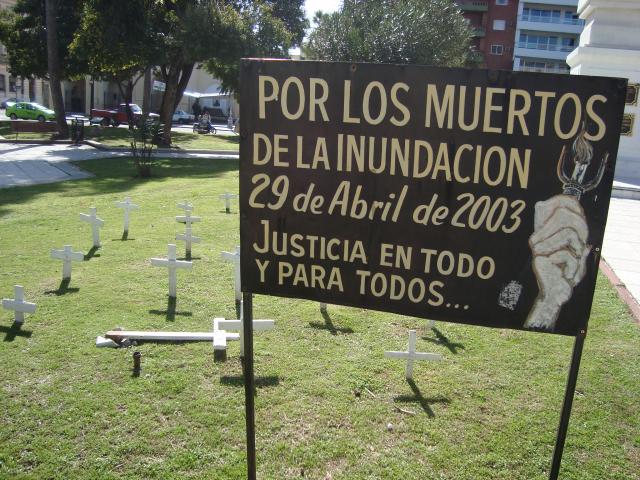 POR LOS MUERTOS
DE LA INUNDACION
29 de Abril de 2003
JUSTICIA EN TODO
Y PARA TODOS...